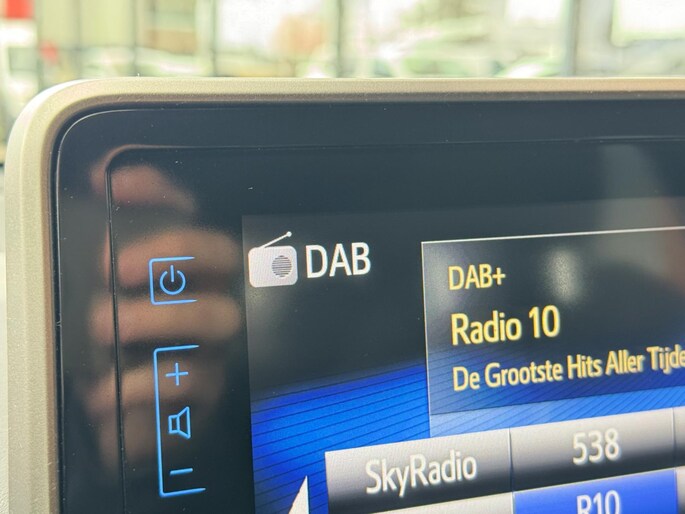 DAB
DAB+
Radio 10
De Grootste Hits Aller Tijde
+
-
SkyRadio
538
R10